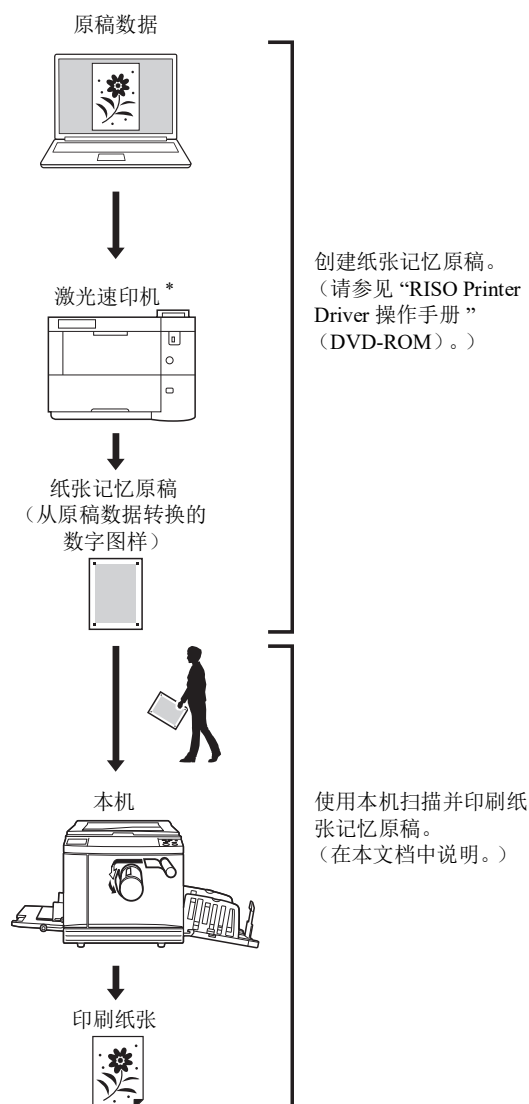 原稿数据
激光速印机*
创建纸张记忆原稿。
（请参见 “RISO Printer
Driver 操作手册 ”
（DVD-ROM）。）
纸张记忆原稿
（从原稿数据转换的
数字图样）
本机
使用本机扫描并印刷纸
张记忆原稿。
（在本文档中说明。）
印刷纸张